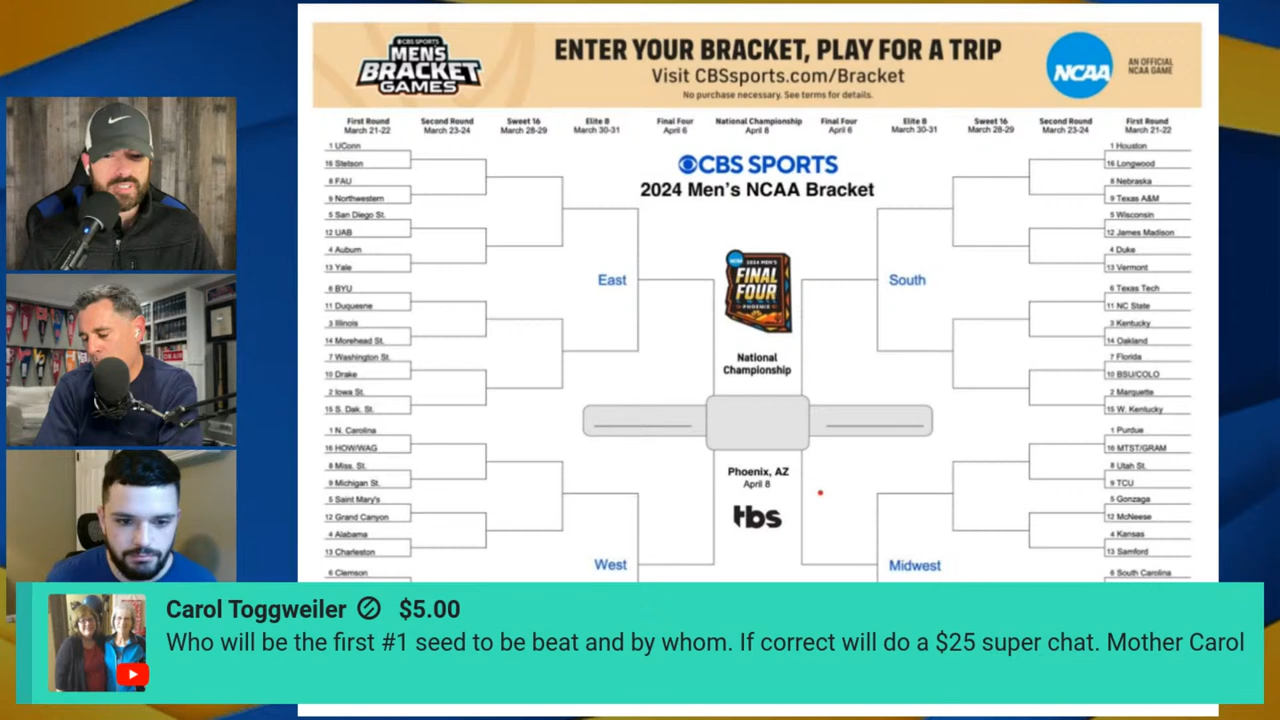 CBS SPORTS
MENS
BRACKET
GAMES
ENTER YOUR BRACKET, PLAY FOR A TRIP
Visit CBSsports.com/Bracket
No purchase necessary. See terms for details.
NCAA
AN OFFICIAL
NCAA GAME
First Round
March 21-22
Second Round
March 23-24
Sweet 16
March 28-29
Elite 8
March 30-31
Final Four
April 6
National Championship
April 8
Final Four
April 6
Elite 8
March 30-31
Sweet 16
March 28-29
Second Round
March 23-24
First Round
March 21-22
CBS SPORTS
2024 Men's NCAA Bracket
1 UConn
16 Stetson
8 FAU
9 Northwestern
5 San Diego St.
12 UAB
4 Auburn
13 Yale
East
6 BYU
11 Duquesne
3 Illinois
14 Morehead St.
7 Washington St.
10 Drake
2 Iowa St.
15 S. Dak. St.
1 N. Carolina
16 HOW/WAG
8 Miss. St.
9 Michigan St.
5 Saint Mary's
12 Grand Canyon
4 Alabama
13 Charleston
West
6 Clemson
2024 MEN'S
FINAL
FOUR
PHOENIX
National
Championship
Phoenix, AZ
April 8
tbs
1 Houston
16 Longwood
8 Nebraska
9 Texas A&M
5 Wisconsin
12 James Madison
4 Duke
13 Vermont
South
6 Texas Tech
11 NC State
3 Kentucky
14 Oakland
7 Florida
10 BSU/COLO
2 Marquette
15 W. Kentucky
1 Purdue
16 MTST/GRAM
8 Utah St.
9 TCU
5 Gonzaga
12 McNeese
4 Kansas
13 Samford
Midwest
6 South Carolina
Carol Toggweiler $5.00
Who will be the first #1 seed to be beat and by whom. If correct will do a $25 super chat. Mother Carol